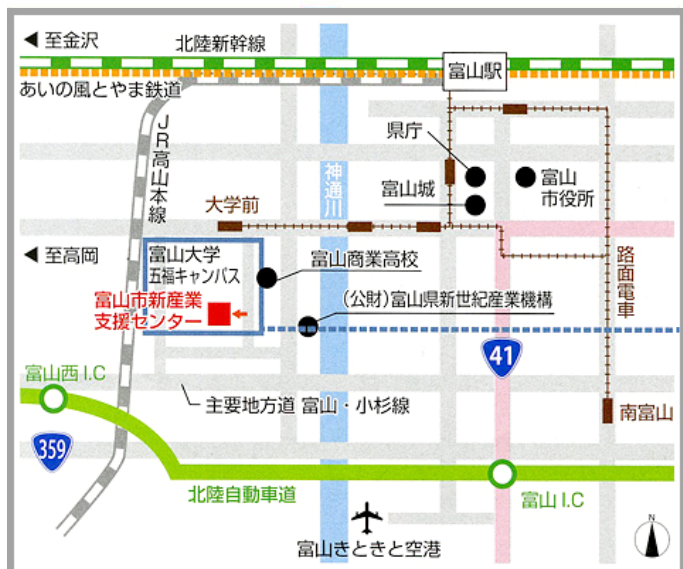 ◀ 至金沢
北陸新幹線
富山駅
あいの風とやま鉄道
JR高山本線
県庁
神通川
富山城
富山
市役所
大学前
◀ 至高岡
富山大学
五福キャンパス
富山商業高校
路面電車
富山市新産業
支援センター
(公財)富山県新世紀産業機構
41
富山西I.C
主要地方道 富山・小杉線
南富山
359
北陸自動車道
富山I.C
富山きときと空港
N